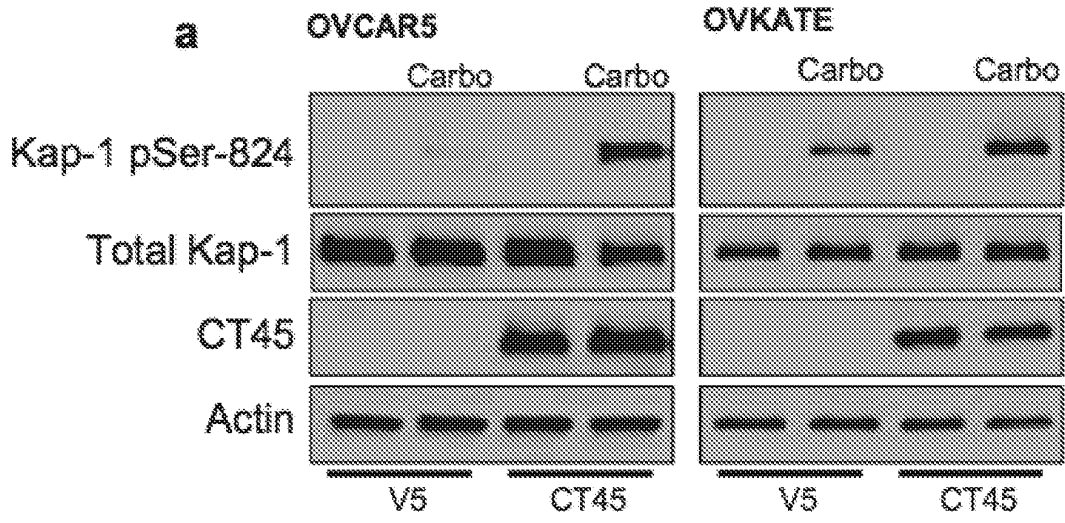 a
OVCAR5 OVKATE
Carbo Carbo Carbo Carbo
Kap-1 pSer-824
Total Kap-1
CT45
Actin
V5 CT45 V5 CT45